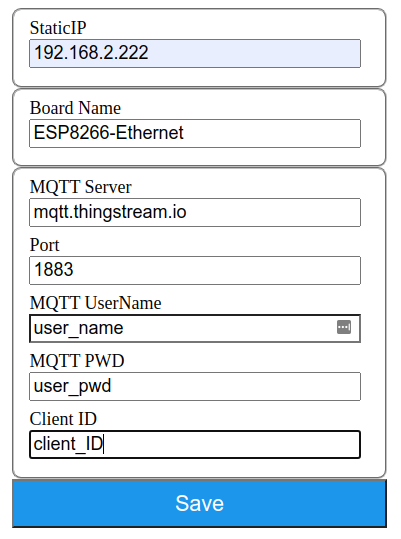 StaticIP
192.168.2.222
Board Name
ESP8266-Ethernet
MQTT Server
mqtt.thingstream.io
Port
1883
MQTT UserName
user_name
MQTT PWD
user_pwd
Client ID
client_ID
Save